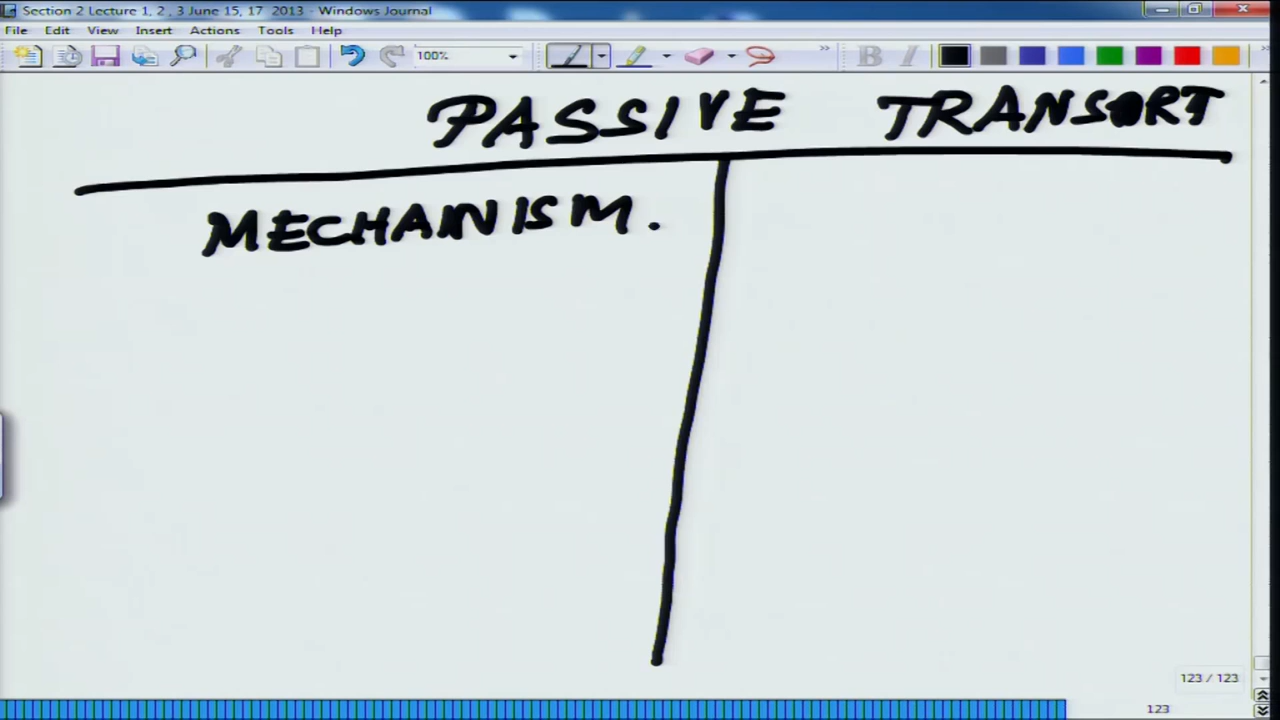 Section 2 Lecture 1, 2 , 3 June 15, 17 2013 - Windows Journal
File Edit View Insert Actions Tools Help
100% B I
PASSIVE TRANSORT
MECHANISM.
123 / 123
123